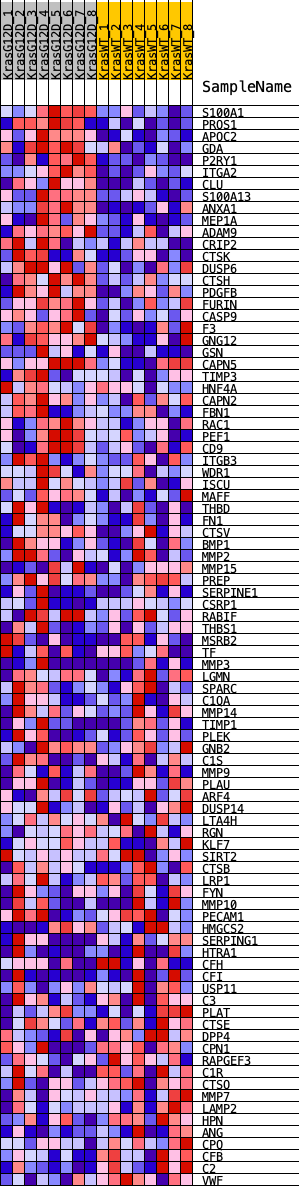 KrasG12D_1
KrasG12D_2
KrasG12D_3
KrasG12D_4
KrasG12D_5
KrasG12D_6
KrasG12D_7
KrasG12D_8
KrasWT_1
KrasWT_2
KrasWT_3
KrasWT_4
KrasWT_5
KrasWT_6
KrasWT_7
KrasWT_8
SampleName
S100A1
PROS1
APOC2
GDA
P2RY1
ITGA2
CLU
S100A13
ANXA1
MEP1A
ADAM9
CRIP2
CTSK
DUSP6
CTSH
PDGFB
FURIN
CASP9
F3
GNG12
GSN
CAPN5
TIMP3
HNF4A
CAPN2
FBN1
RAC1
PEF1
CD9
ITGB3
WDR1
ISCU
MAFF
THBD
FN1
CTSV
BMP1
MMP2
MMP15
PREP
SERPINE1
CSRP1
RABIF
THBS1
MSRB2
TF
MMP3
LGMN
SPARC
C1QA
MMP14
TIMP1
PLEK
GNB2
C1S
MMP9
PLAU
ARF4
DUSP14
LTA4H
RGN
KLF7
SIRT2
CTSB
LRP1
FYN
MMP10
PECAM1
HMGCS2
SERPING1
HTRA1
CFH
CFI
USP11
C3
PLAT
CTSE
DPP4
CPN1
RAPGEF3
C1R
CTSO
MMP7
LAMP2
HPN
ANG
CPQ
CFB
C2
VWF